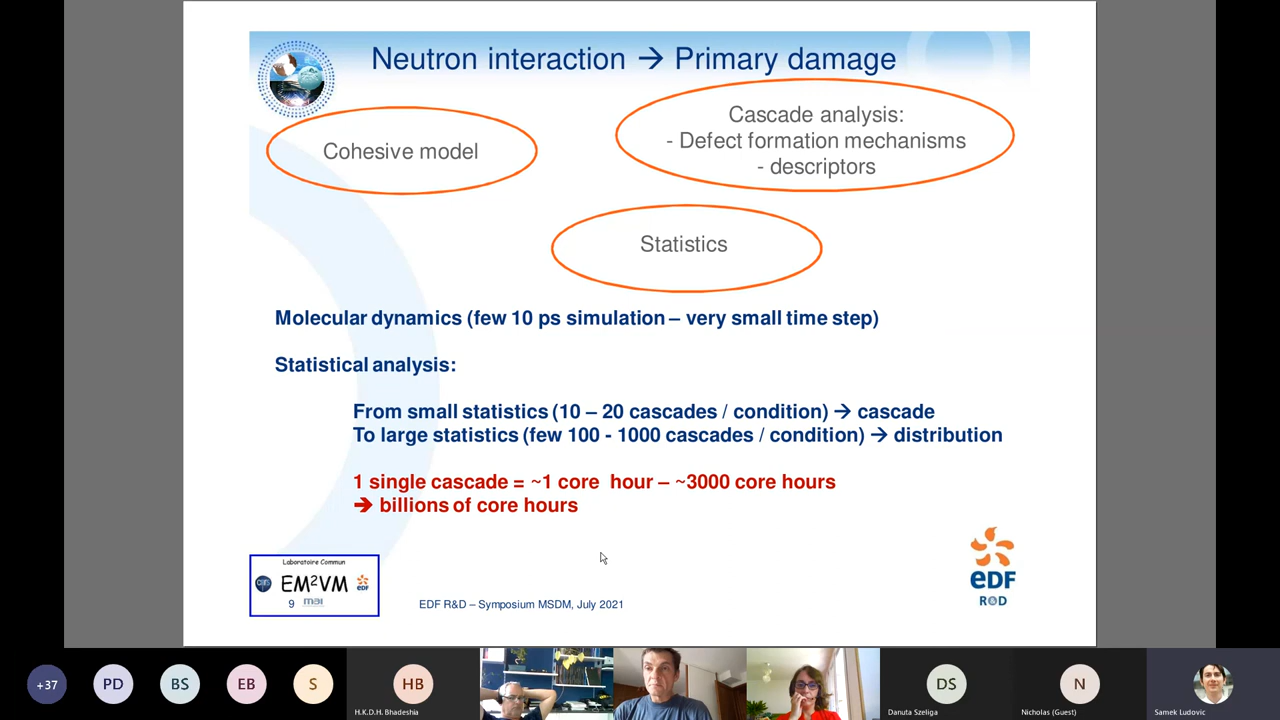 Neutron interaction → Primary damage
Cohesive model
Cascade analysis:
- Defect formation mechanisms
- descriptors
Statistics
Molecular dynamics (few 10 ps simulation – very small time step)
Statistical analysis:
From small statistics (10 – 20 cascades / condition) → cascade
To large statistics (few 100 - 1000 cascades / condition) → distribution
1 single cascade = ~1 core hour – ~3000 core hours
➔ billions of core hours
Laboratoire Commun
EM²VM
9
EDF R&D – Symposium MSDM, July 2021
eDF
R&D
+37
PD
BS
EB
S
HB
DS
N
H.K.D.H. Bhadeshia
Danuta Szeliga
Nicholas (Guest)
Samek Ludovic